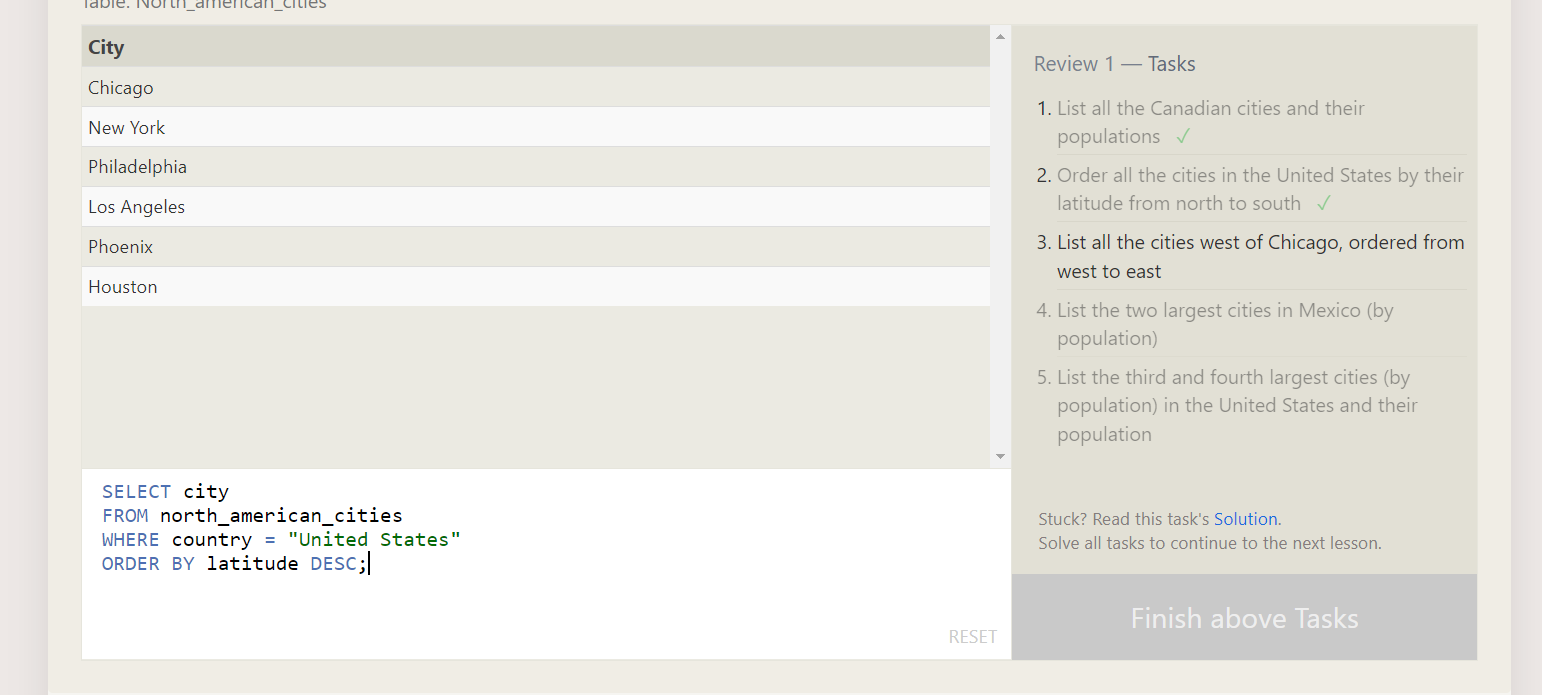 Table: North_american_cities
City
Chicago
New York
Philadelphia
Los Angeles
Phoenix
Houston
SELECT city
FROM north_american_cities
WHERE country = "United States"
ORDER BY latitude DESC;
RESET
Review 1 — Tasks
1. List all the Canadian cities and their
populations ✓
2. Order all the cities in the United States by their
latitude from north to south ✓
3. List all the cities west of Chicago, ordered from
west to east
4. List the two largest cities in Mexico (by
population)
5. List the third and fourth largest cities (by
population) in the United States and their
population
Stuck? Read this task's Solution.
Solve all tasks to continue to the next lesson.
Finish above Tasks